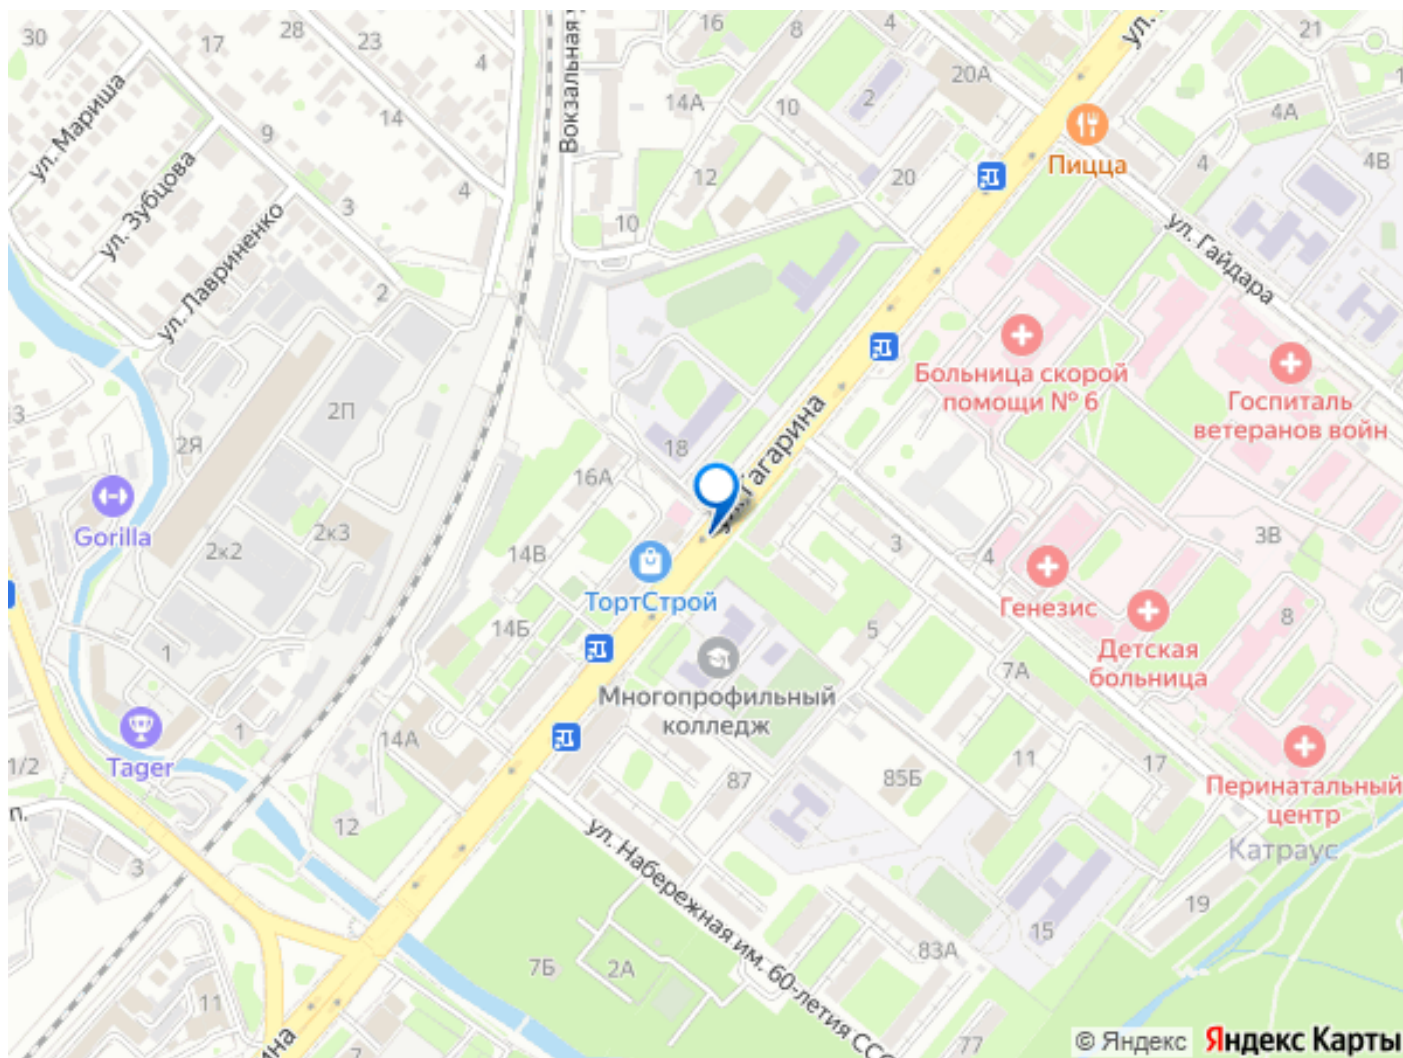 30
17
28
23
4
14
9
3
4
2
ул. Мариша
ул. Зубцова
ул. Лавриненко
Вокзальная
16
8
4
14А
10
2
20А
12
20
10
21
4А
4
4В
Пицца
ул. Гайдара
Больница скорой
помощи № 6
Госпиталь
ветеранов войн
ул. Гагарина
18
16А
3
2Я
2П
2к2
2к3
Gorilla
14В
ТортСтрой
14Б
3
4
3В
Генезис
Детская
больница
8
5
7А
Многопрофильный
колледж
1
1
Tager
14А
1/2
п.
12
3
87
85Б
11
17
Перинатальный
центр
Катраус
ул. Набережная им. 60-летия ССС
19
15
83А
7Б
2А
11
7
77
© Яндекс
Яндекс Карты